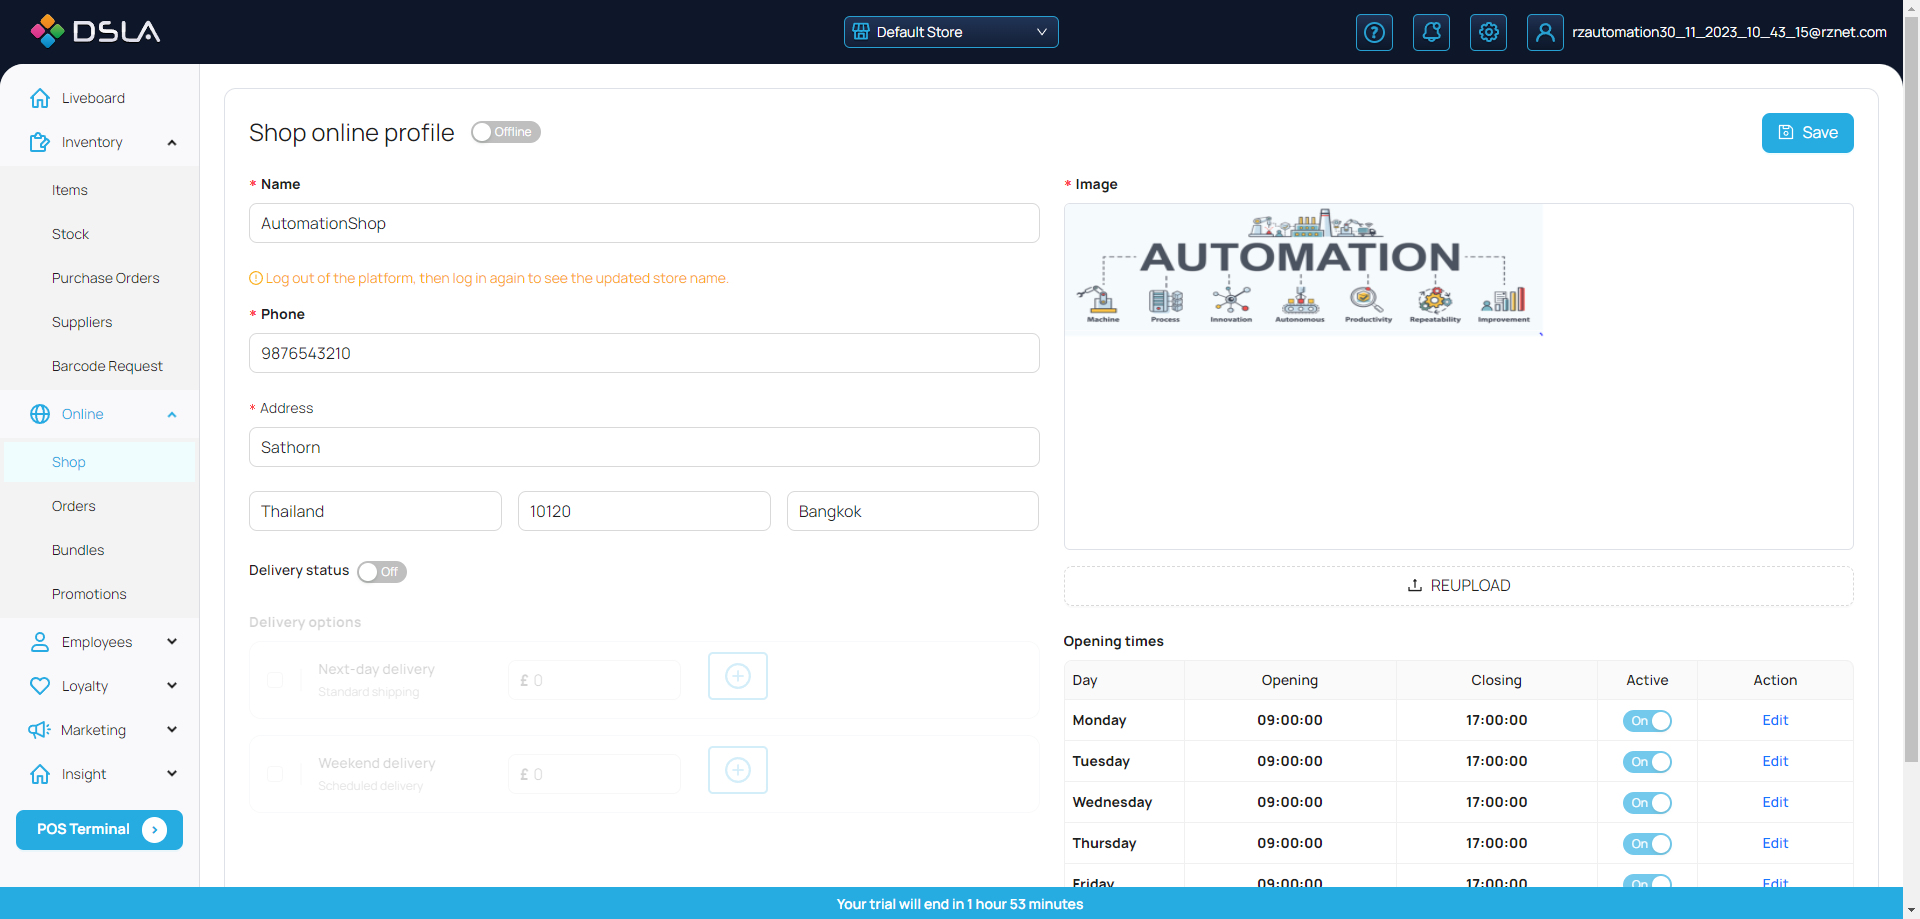 DSLA
Default Store
rzautomation30_11_2023_10_43_15@rznet.com
Liveboard
Inventory
Items
Stock
Purchase Orders
Suppliers
Barcode Request
Online
Shop
Orders
Bundles
Promotions
Employees
Loyalty
Marketing
Insight
POS Terminal
Shop online profile
Offline
Save
* Name
AutomationShop
Log out of the platform, then log in again to see the updated store name.
* Phone
9876543210
* Address
Sathorn
Thailand 10120 Bangkok
Delivery status Off
Delivery options
Next-day delivery
Standard shipping
£ 0
Weekend delivery
Scheduled delivery
£ 0
* Image
AUTOMATION
Machine Process Innovation Autonomous Productivity Repeatability Improvement
REUPLOAD
Opening times
Day Opening Closing Active Action
Monday 09:00:00 17:00:00 On Edit
Tuesday 09:00:00 17:00:00 On Edit
Wednesday 09:00:00 17:00:00 On Edit
Thursday 09:00:00 17:00:00 On Edit
Friday 09:00:00 17:00:00 On Edit
Your trial will end in 1 hour 53 minutes